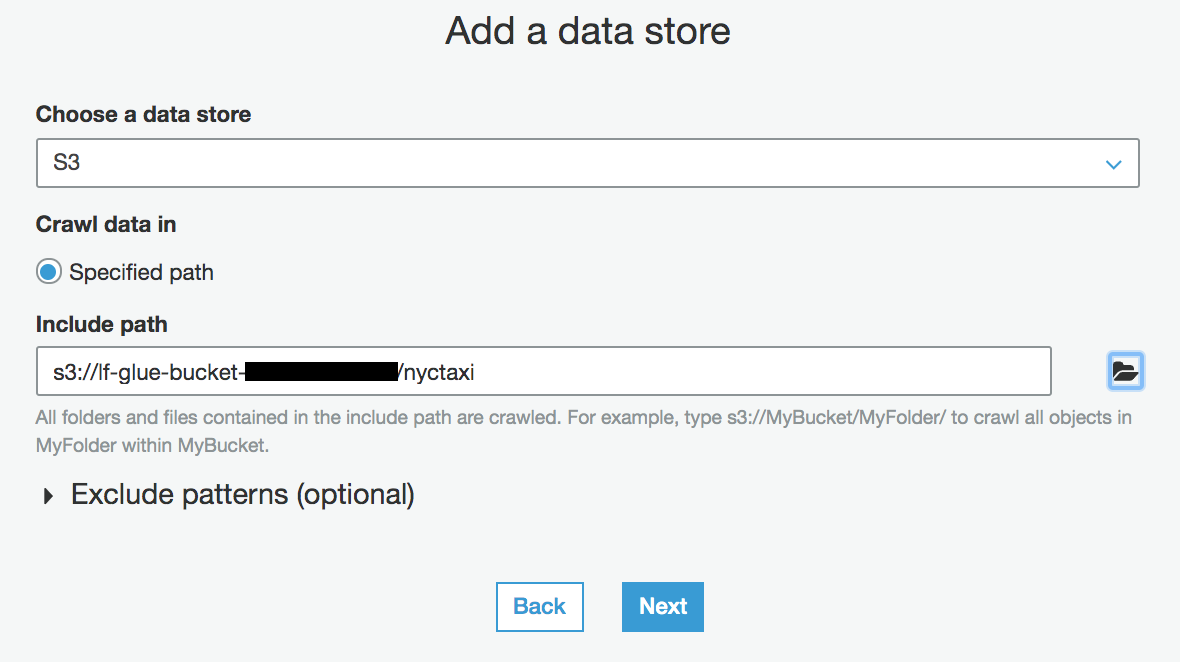 Add a data store
Choose a data store
S3
Crawl data in
Specified path
Include path
s3://lf-glue-bucket-/nyctaxi
All folders and files contained in the include path are crawled. For example, type s3://MyBucket/MyFolder/ to crawl all objects in
MyFolder within MyBucket.
Exclude patterns (optional)
Back
Next